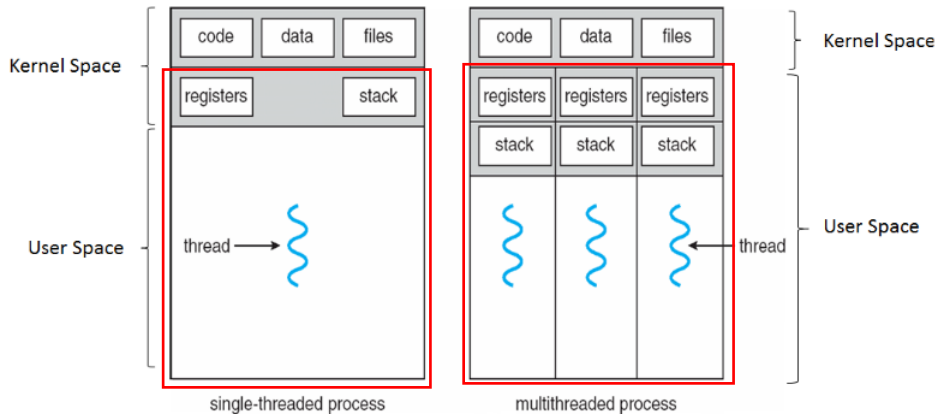 code data files
Kernel Space
registers stack
User Space
thread
single-threaded process
code data files
Kernel Space
registers registers registers
stack stack stack
User Space
thread
multithreaded process